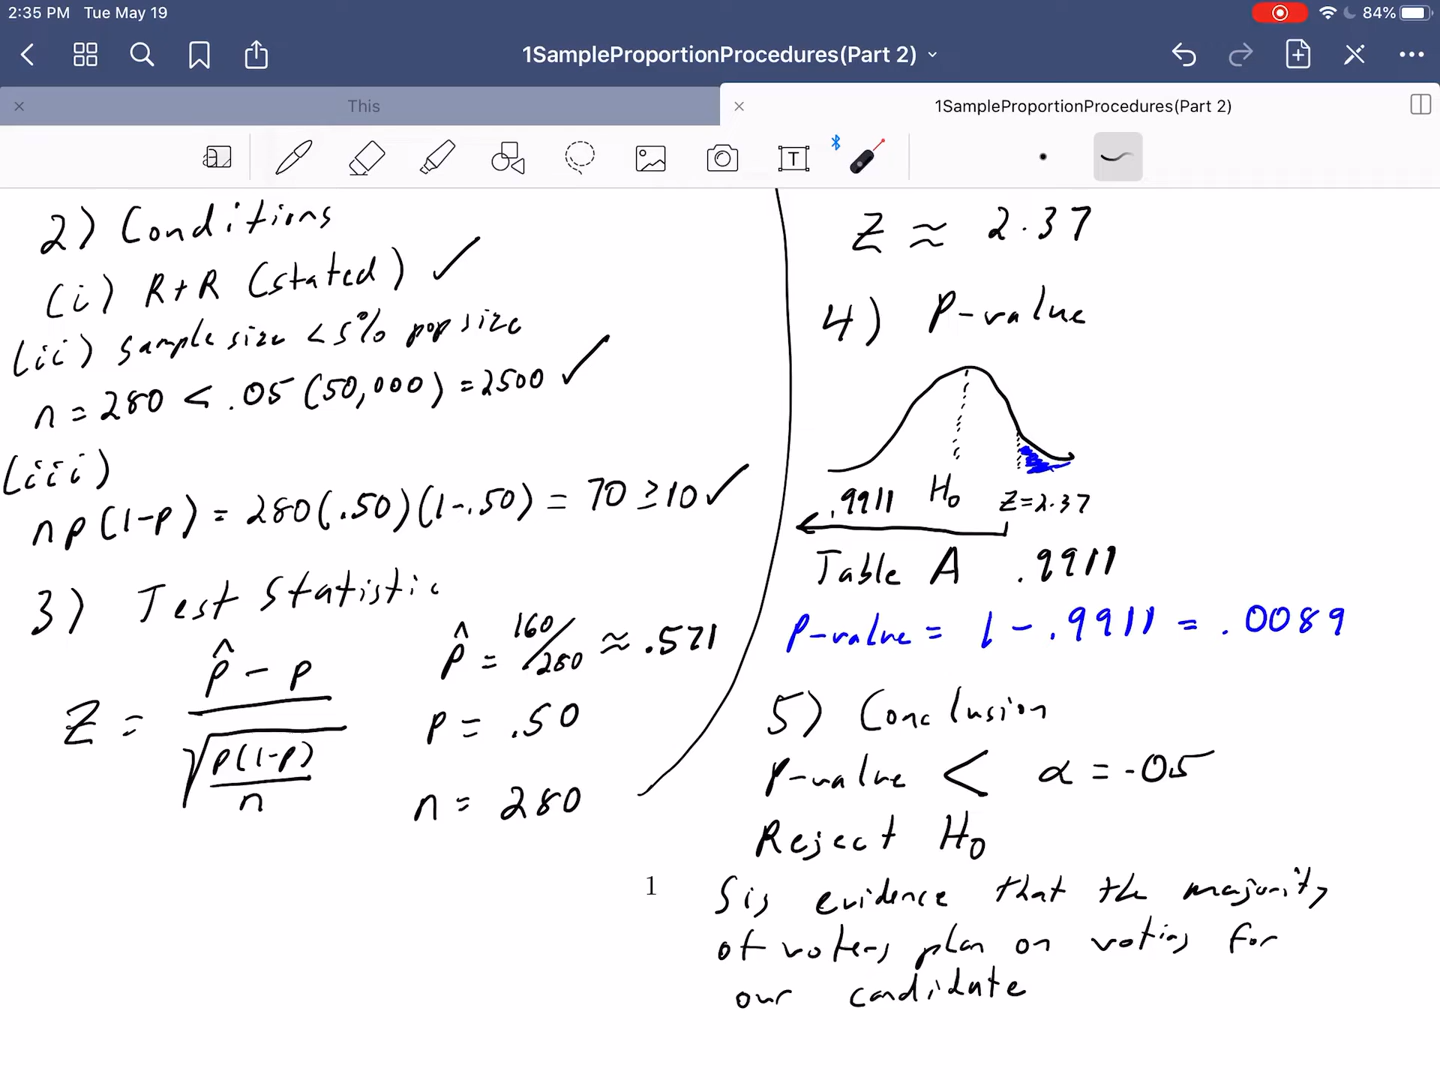 2:35 PM Tue May 19
84%
1SampleProportionProcedures(Part 2)
This
1SampleProportionProcedures(Part 2)
T
2) Conditions
(i) R+R (stated) ✓
(ii) sample size < 5% pop size
n = 280 < .05 (50,000) = 2500 ✓
(iii)
np(1-p) = 280(.50)(1-.50) = 70 ≥ 10 ✓
3) Test Statistic
Z = p̂ - p / √(p(1-p)/n)
p̂ = 160/280 ≈ .571
p = .50
n = 280
1
Z ≈ 2.37
4) P-value
.9911 H₀ Z=2.37
Table A .9911
P-value = 1 - .9911 = .0089
5) Conclusion
P-value < α = .05
Reject H₀
Sig evidence that the majority
of voters plan on voting for
our candidate